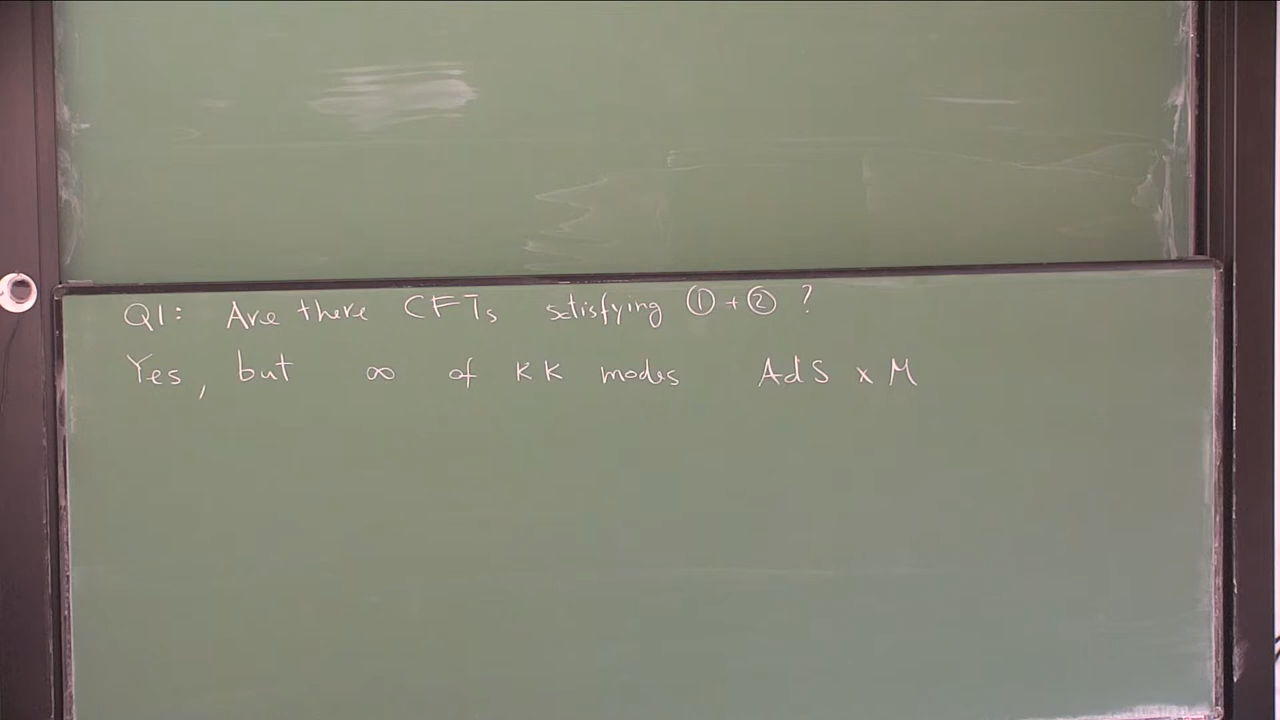 Q1: Are there CFTs satisfying ① + ② ?
Yes, but ∞ of KK modes AdS x M